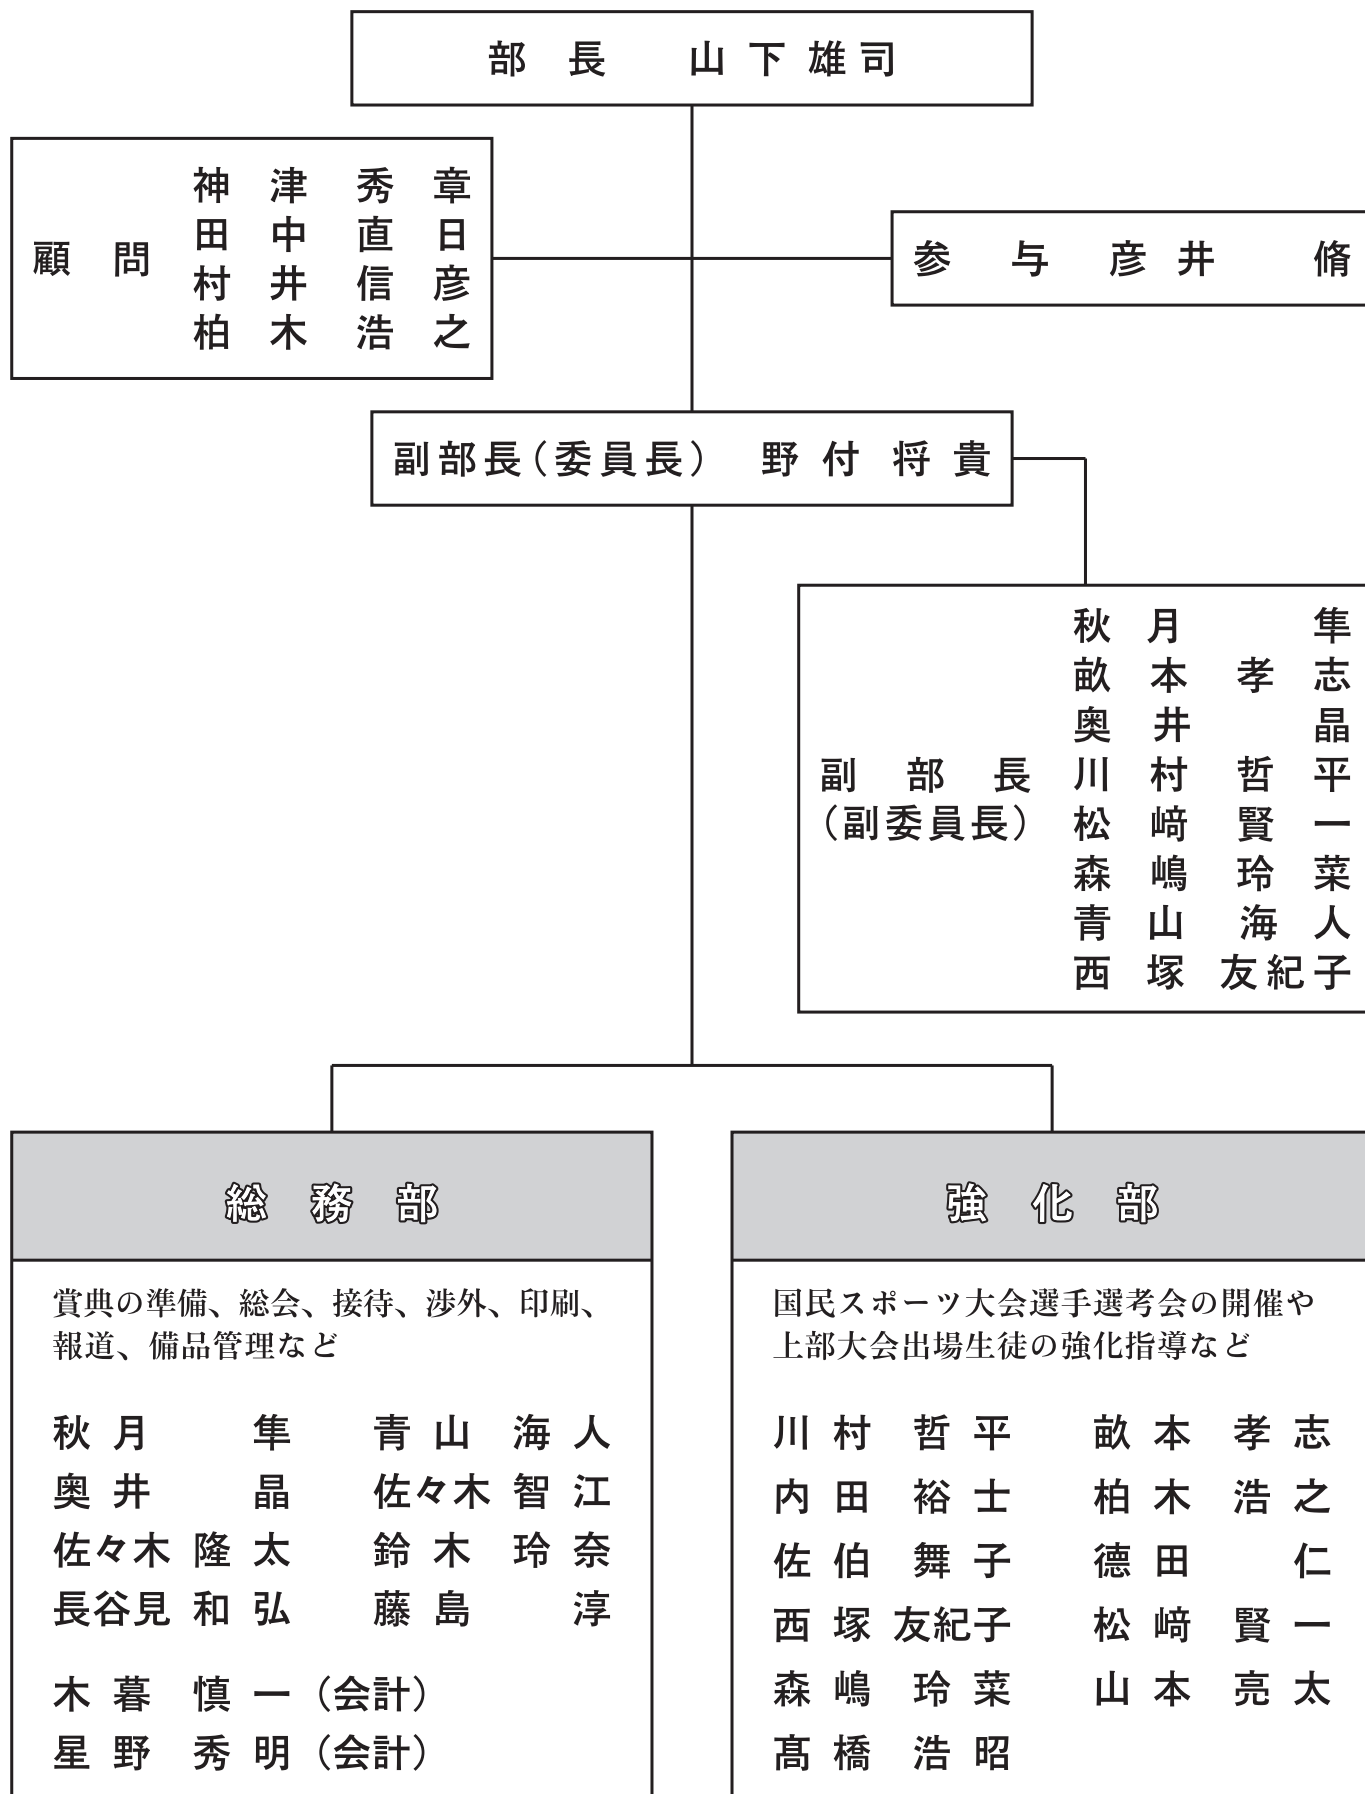 部長 山下雄司
顧問
神津秀章
田中直日
村井信彦
柏木浩之
参与 彦井 脩
副部長(委員長) 野付将貴
副部長
(副委員長)
秋月 隼
畝本孝志
奥井 晶
川村哲平
松﨑賢一
森嶋玲菜
青山海人
西塚友紀子
総務部
賞典の準備、総会、接待、渉外、印刷、
報道、備品管理など
秋月 隼 青山海人
奥井 晶 佐々木智江
佐々木隆太 鈴木玲奈
長谷見和弘 藤島 淳
木暮慎一(会計)
星野秀明(会計)
強化部
国民スポーツ大会選手選考会の開催や
上部大会出場生徒の強化指導など
川村哲平 畝本孝志
内田裕士 柏木浩之
佐伯舞子 德田 仁
西塚友紀子 松﨑賢一
森嶋玲菜 山本亮太
髙橋浩昭